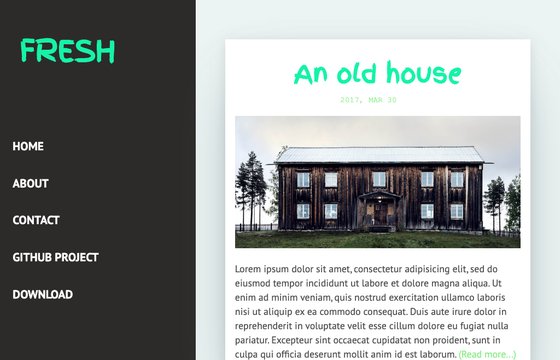 FRESH
HOME
ABOUT
CONTACT
GITHUB PROJECT
DOWNLOAD
An old house
2017, MAR 30
Lorem ipsum dolor sit amet, consectetur adipisicing elit, sed do
eiusmod tempor incididunt ut labore et dolore magna aliqua. Ut
enim ad minim veniam, quis nostrud exercitation ullamco laboris
nisi ut aliquip ex ea commodo consequat. Duis aute irure dolor in
reprehenderit in voluptate velit esse cillum dolore eu fugiat nulla
pariatur. Excepteur sint occaecat cupidatat non proident, sunt in
culpa qui officia deserunt mollit anim id est laborum. (Read more...)